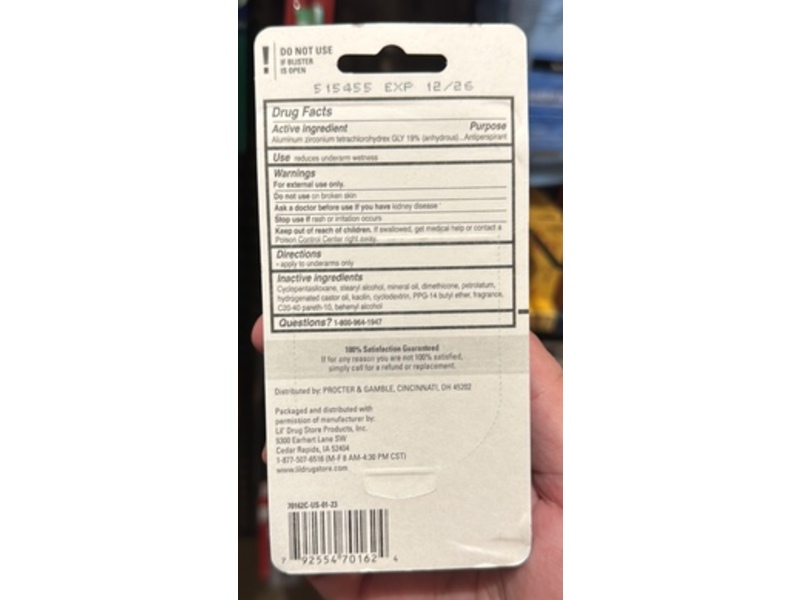 ! DO NOT USE
IF BLISTER
IS OPEN
515455 EXP 12/26
Drug Facts
Active ingredient Purpose
Aluminum zirconium tetrachlorohydrex GLY 19% (anhydrous)...Antiperspirant
Use reduces underarm wetness
Warnings
For external use only.
Do not use on broken skin
Ask a doctor before use if you have kidney disease
Stop use if rash or irritation occurs
Keep out of reach of children. If swallowed, get medical help or contact a
Poison Control Center right away.
Directions
• apply to underarms only
Inactive ingredients
Cyclopentasiloxane, stearyl alcohol, mineral oil, dimethicone, petrolatum,
hydrogenated castor oil, kaolin, cyclodextrin, PPG-14 butyl ether, fragrance,
C20-40 pareth-10, behenyl alcohol
Questions? 1-800-964-1947
100% Satisfaction Guaranteed
If for any reason you are not 100% satisfied,
simply call for a refund or replacement.
Distributed by: PROCTER & GAMBLE, CINCINNATI, OH 45202
Packaged and distributed with
permission of manufacturer by:
Lil' Drug Store Products, Inc.
9300 Earhart Lane SW
Cedar Rapids, IA 52404
1-877-507-6516 (M-F 8 AM-4:30 PM CST)
www.lildrugstore.com
70162C-US-01-23
7 92554 70162 4